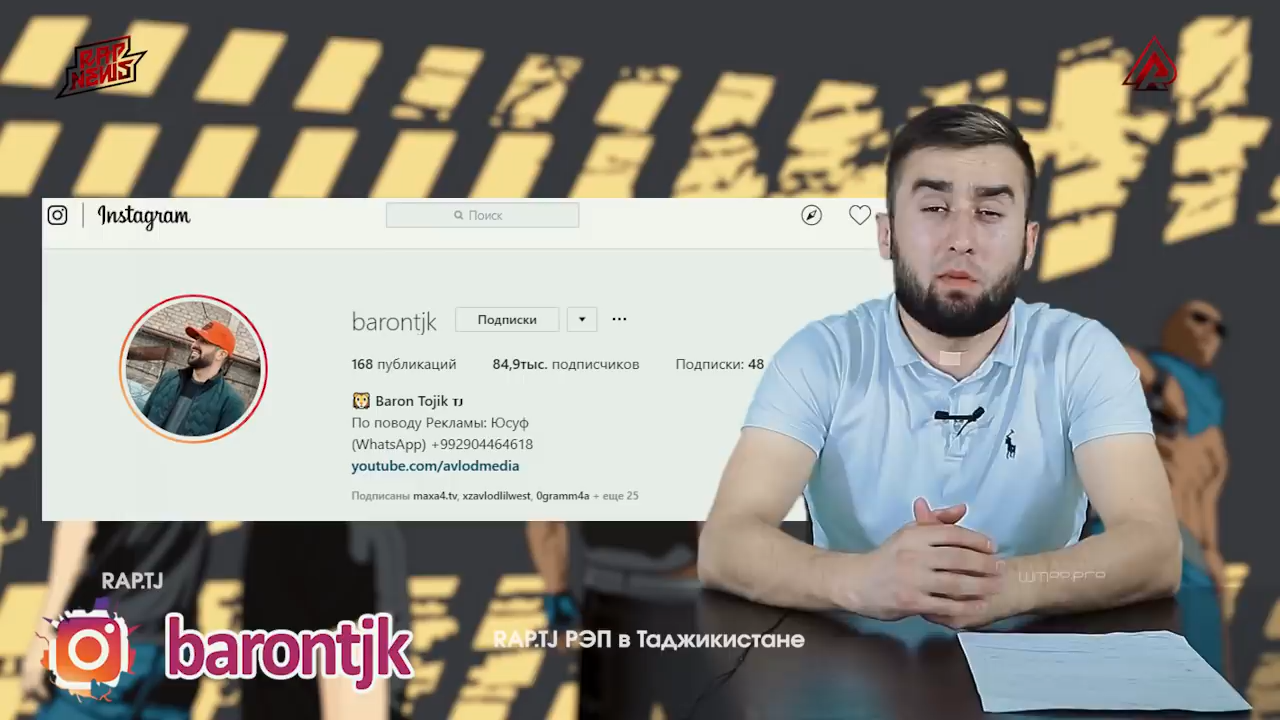 RAP
NEWS
Instagram
Поиск
barontjk
Подписки
168 публикаций
84,9тыс. подписчиков
Подписки: 48
Baron Tojik TJ
По поводу Рекламы: Юсуф
(WhatsApp) +992904464618
youtube.com/avlodmedia
Подписаны maxa4.tv, xzavlodlilwest, 0gramm4a + еще 25
RAP.TJ
barontjk
RAP.TJ РЭП в Таджикистане